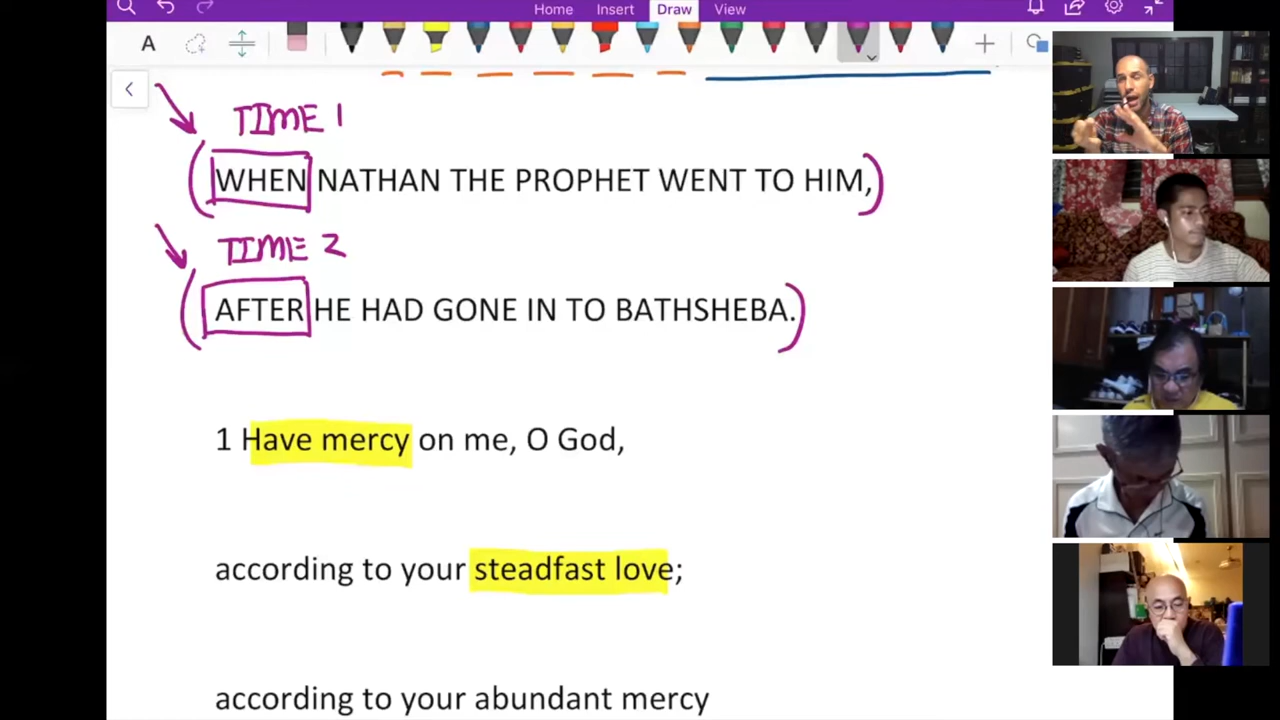 Home Insert Draw View
A
TIME 1
(WHEN NATHAN THE PROPHET WENT TO HIM,)
TIME 2
(AFTER HE HAD GONE IN TO BATHSHEBA.)
1 Have mercy on me, O God,
according to your steadfast love;
according to your abundant mercy